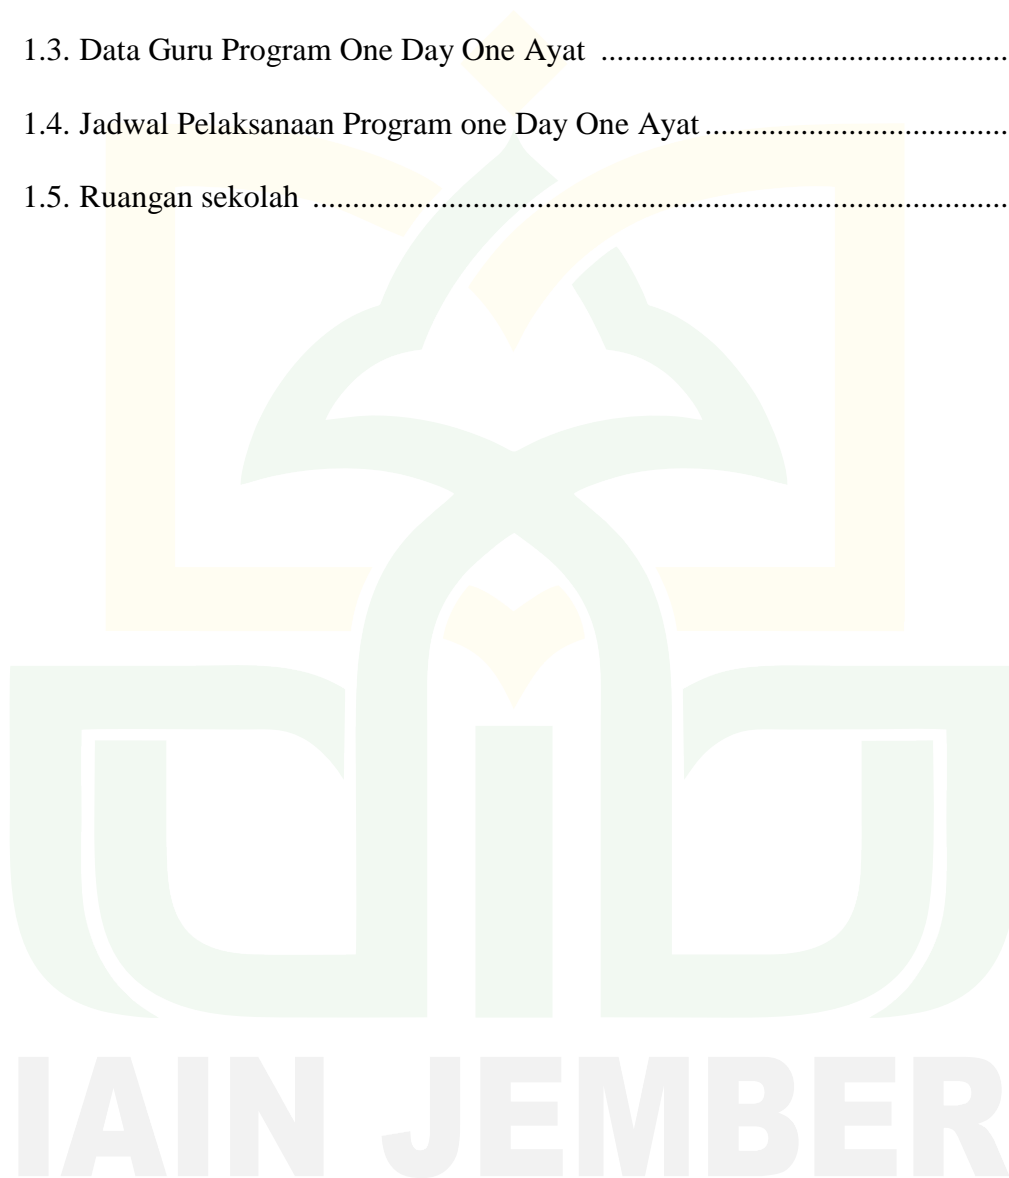 1.3. Data Guru Program One Day One Ayat ...................................................
1.4. Jadwal Pelaksanaan Program one Day One Ayat ......................................
1.5. Ruangan sekolah .......................................................................................
IAIN JEMBER